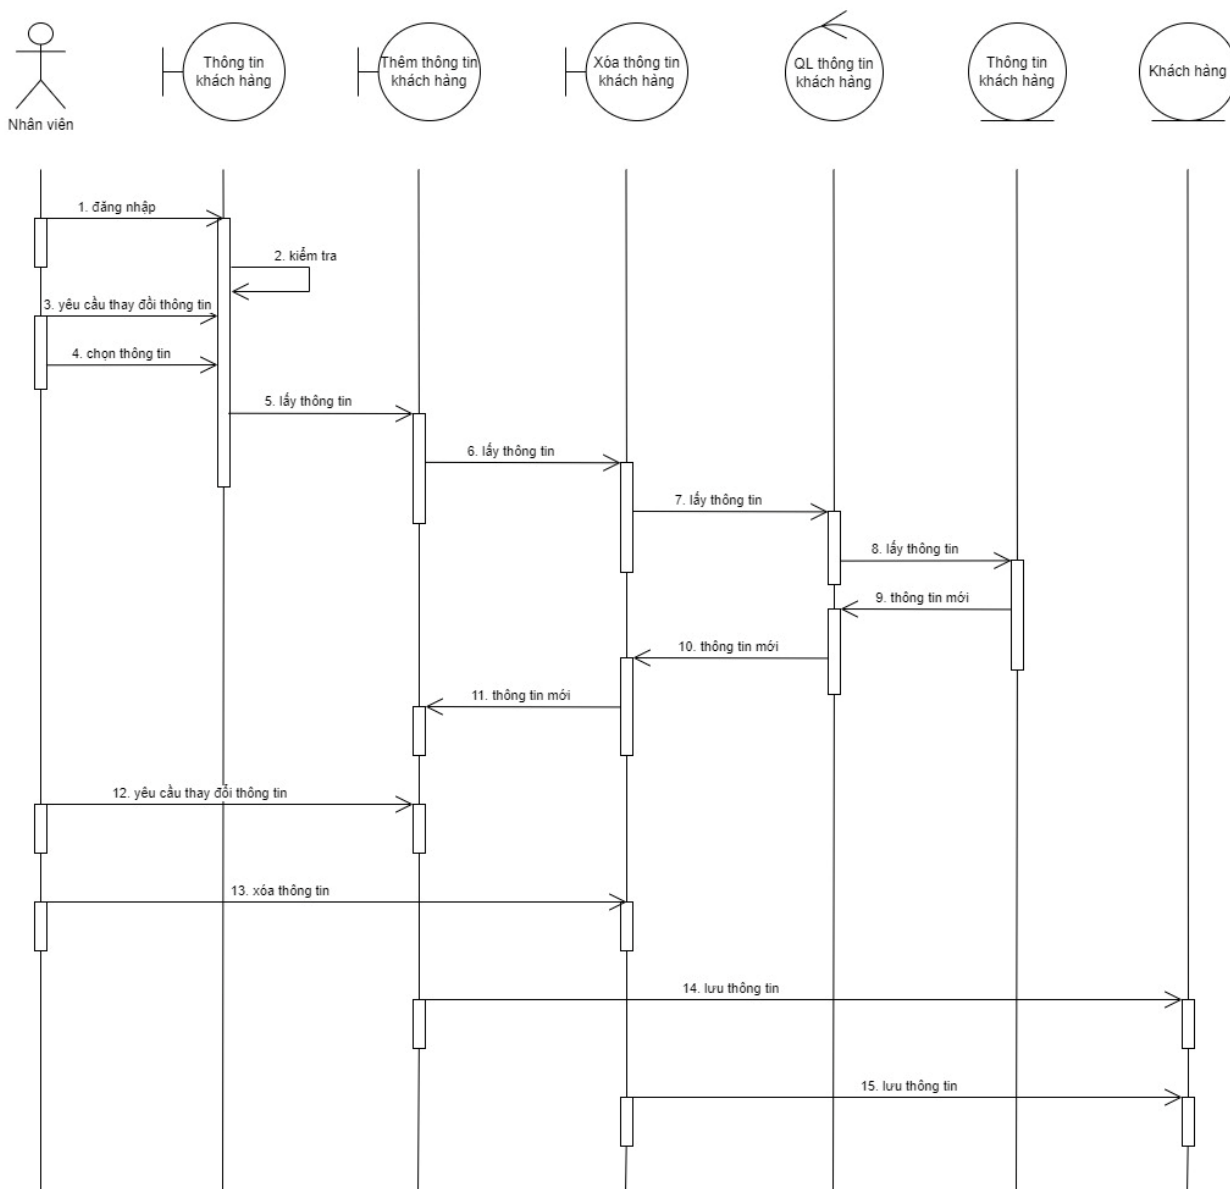 Nhân viên
Thông tin
khách hàng
Thêm thông tin
khách hàng
Xóa thông tin
khách hàng
QL thông tin
khách hàng
Thông tin
khách hàng
Khách hàng
1. đăng nhập
2. kiểm tra
3. yêu cầu thay đổi thông tin
4. chọn thông tin
5. lấy thông tin
6. lấy thông tin
7. lấy thông tin
8. lấy thông tin
9. thông tin mới
10. thông tin mới
11. thông tin mới
12. yêu cầu thay đổi thông tin
13. xóa thông tin
14. lưu thông tin
15. lưu thông tin